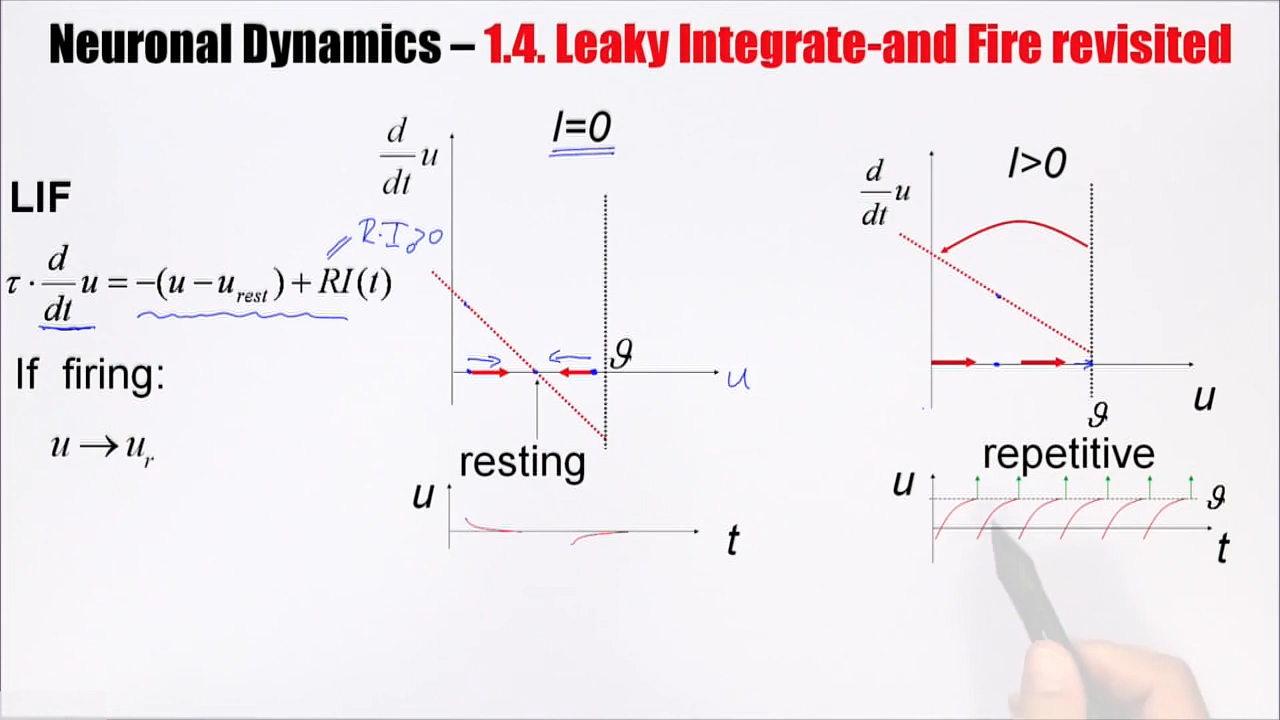 Neuronal Dynamics – 1.4. Leaky Integrate-and Fire revisited
LIF
τ · d/dt u = −(u − u_rest) + RI(t)
If firing:
u → u_r
d/dt u
I=0
R·I>0
ϑ
u
resting
u
t
d/dt u
I>0
u
ϑ
repetitive
u
ϑ
t